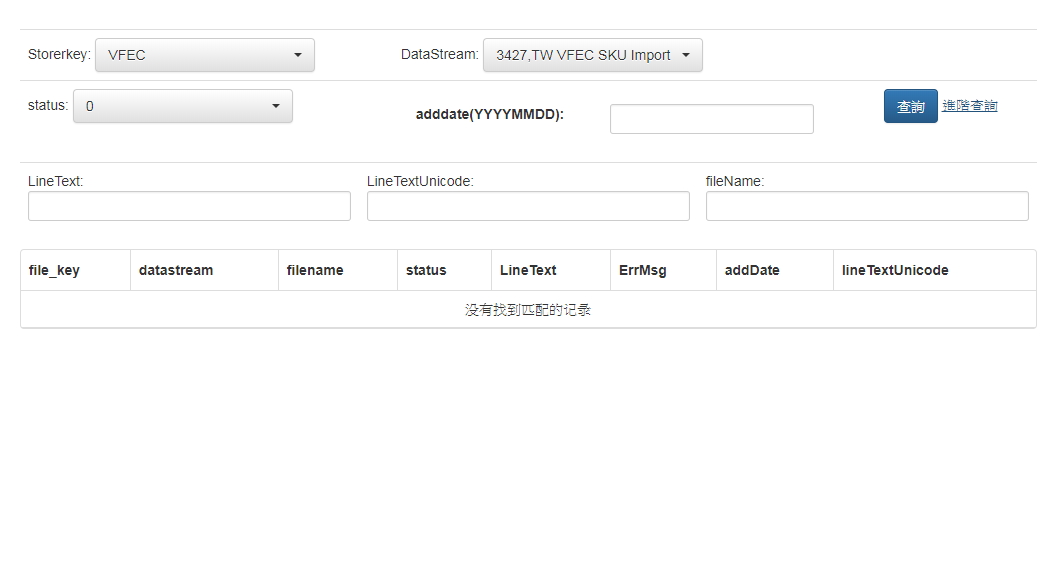 Storerkey: VFEC DataStream: 3427,TW VFEC SKU Import
status: 0 adddate(YYYYMMDD): 查詢 進階查詢
LineText: LineTextUnicode: fileName:
file_key datastream filename status LineText ErrMsg addDate lineTextUnicode
没有找到匹配的记录